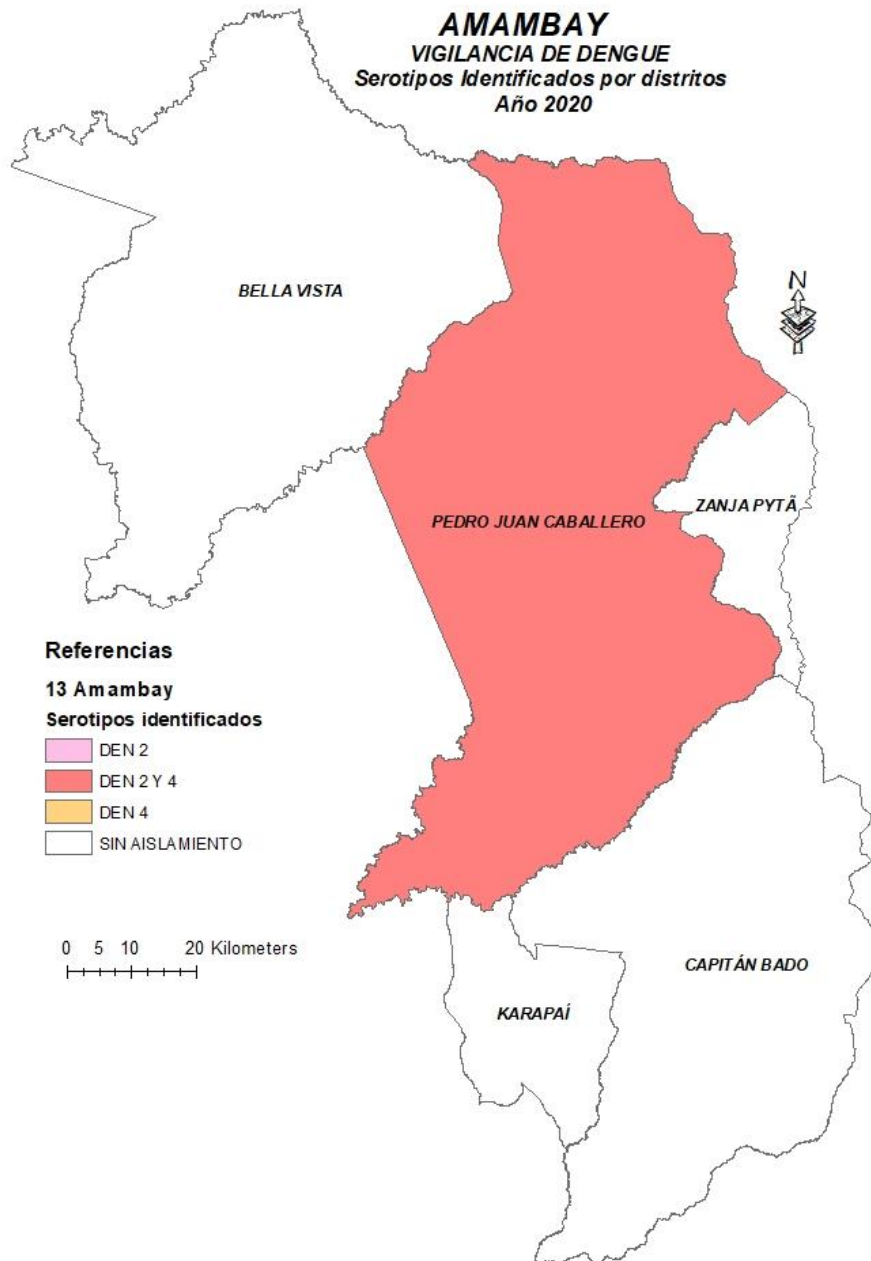 AMAMBAY
VIGILANCIA DE DENGUE
Serotipos Identificados por distritos
Año 2020
N
BELLA VISTA
ZANJA PYTÃ
PEDRO JUAN CABALLERO
Referencias
13 Amambay
Serotipos identificados
DEN 2
DEN 2 Y 4
DEN 4
SIN AISLAMIENTO
0 5 10 20 Kilometers
CAPITÁN BADO
KARAPAÍ